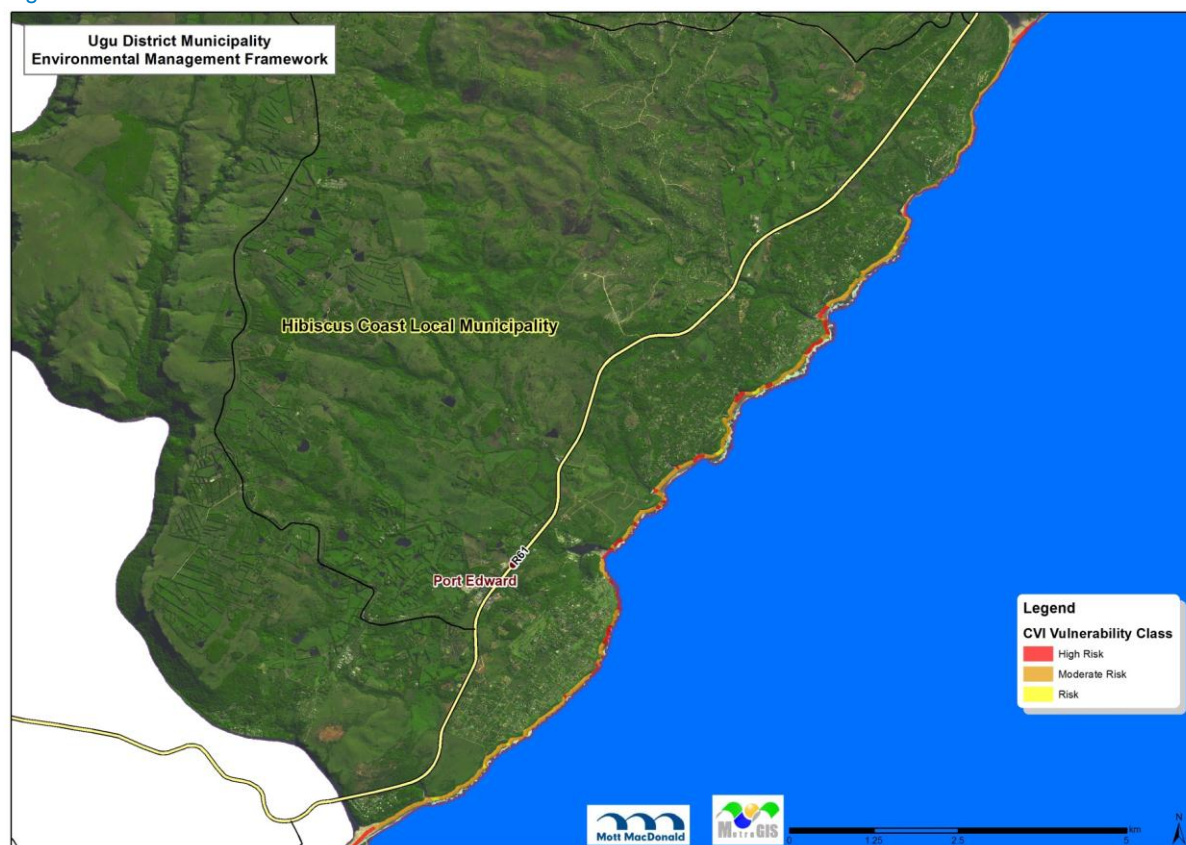 Ugu District Municipality
Environmental Management Framework
Hibiscus Coast Local Municipality
R61
Port Edward
Legend
CVI Vulnerability Class
High Risk
Moderate Risk
Risk
Mott MacDonald
MetroGIS
km
0 1.25 2.5 5
N